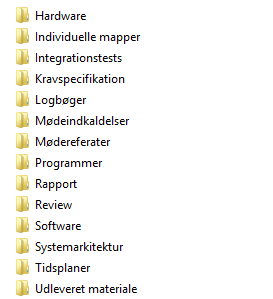 Hardware
Individuelle mapper
Integrationstests
Kravspecifikation
Logbøger
Mødeindkaldelser
Mødereferater
Programmer
Rapport
Review
Software
Systemarkitektur
Tidsplaner
Udleveret materiale